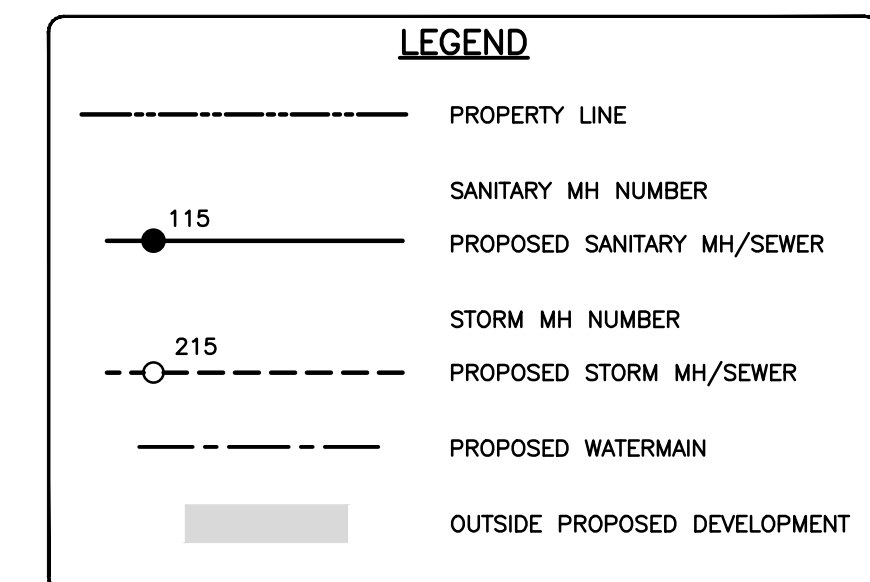 LEGEND
PROPERTY LINE
SANITARY MH NUMBER
115
PROPOSED SANITARY MH/SEWER
STORM MH NUMBER
215
PROPOSED STORM MH/SEWER
PROPOSED WATERMAIN
OUTSIDE PROPOSED DEVELOPMENT